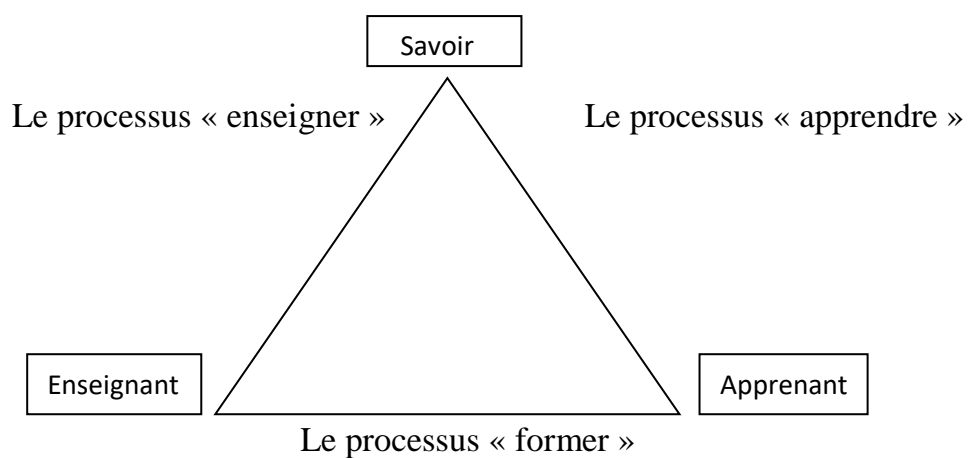 Savoir
Le processus « enseigner »
Le processus « apprendre »
Enseignant
Apprenant
Le processus « former »